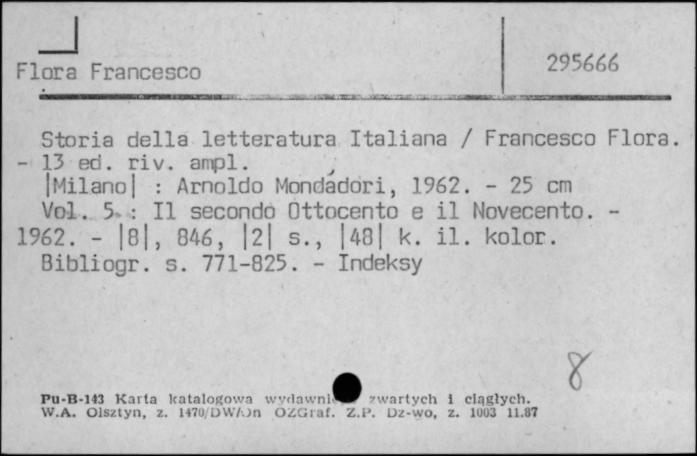 Flora Francesco
295666
Storia della letteratura Italiana / Francesco Flora.
- 13 ed. riv. ampl.
|Milano| : Arnoldo Mondadori, 1962. - 25 cm
Vol. 5 : Il secondo Ottocento e il Novecento. -
1962. - |8|, 846, |2| s., |48| k. il. kolor.
Bibliogr. s. 771-825. - Indeksy
8
Pu-B-143 Karta katalogowa zwartych i ciągłych.
W.A. Olsztyn, z. 1470/DW/Jn OZGraf. Z.P. Dz-wo, z. 1003 11.87